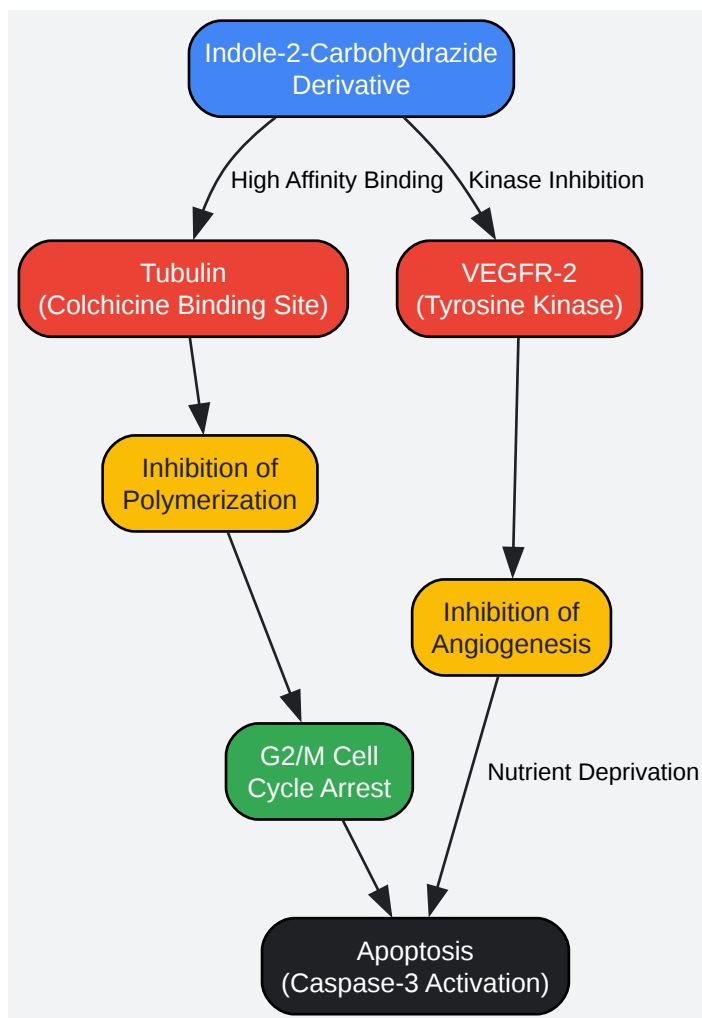 Indole-2-Carbohydrazide
Derivative
High Affinity Binding
Kinase Inhibition
Tubulin
(Colchicine Binding Site)
VEGFR-2
(Tyrosine Kinase)
Inhibition of
Polymerization
Inhibition of
Angiogenesis
G2/M Cell
Cycle Arrest
Nutrient Deprivation
Apoptosis
(Caspase-3 Activation)